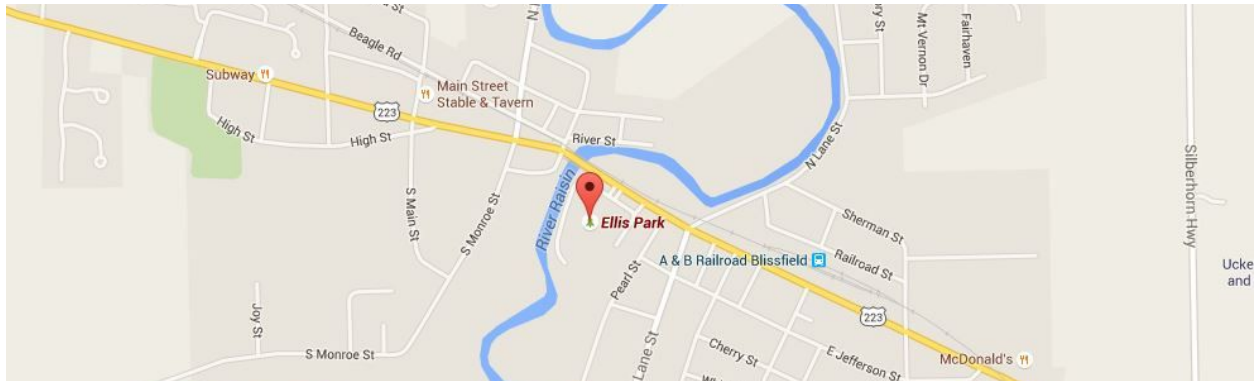 Beagle Rd
Mt Vernon Dr
Fairhaven
Subway
Main Street
Stable & Tavern
223
High St
High St
River St
N Lane St
Silberhorn Hwy
River Raisin
Ellis Park
S Main St
S Monroe St
Sherman St
Railroad St
A & B Railroad Blissfield
Pearl St
Ucke
and
Joy St
S Monroe St
223
Lane St
Cherry St
E Jefferson St
McDonald's